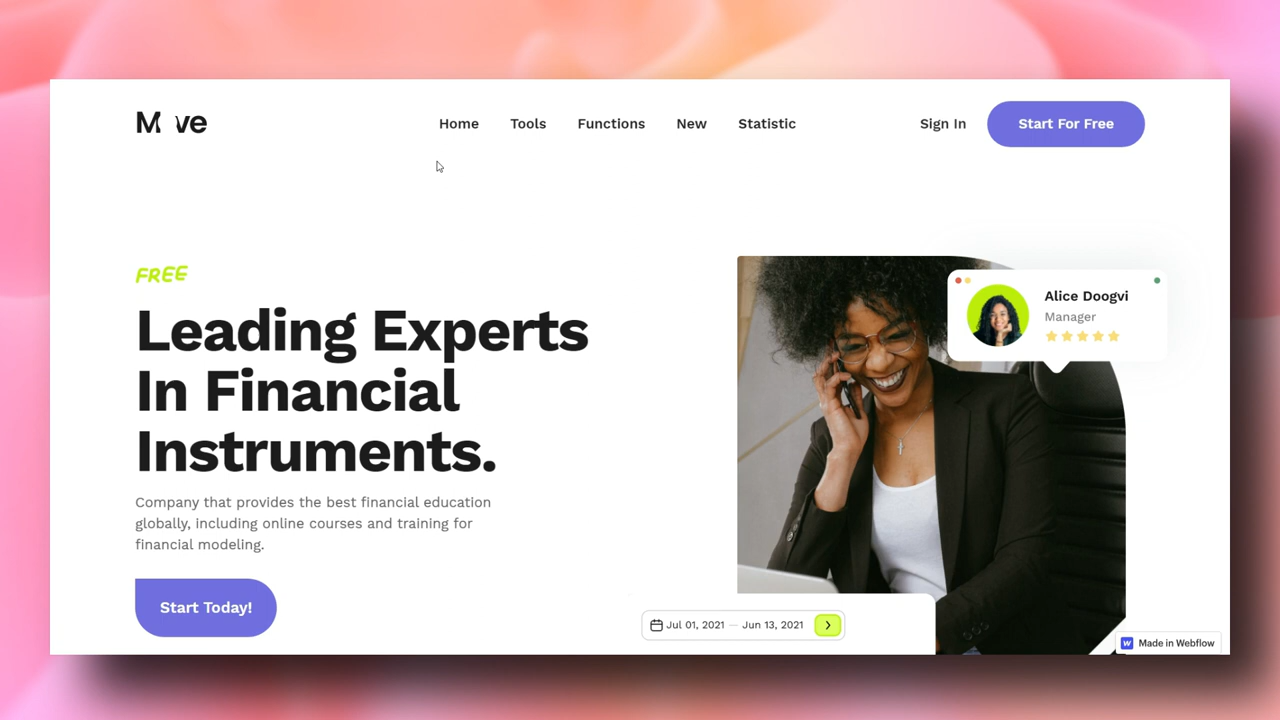 Move
Home Tools Functions New Statistic Sign In Start For Free
FREE
Leading Experts
In Financial
Instruments.
Company that provides the best financial education
globally, including online courses and training for
financial modeling.
Start Today!
Alice Doogvi
Manager
Jul 01, 2021 — Jun 13, 2021
Made in Webflow